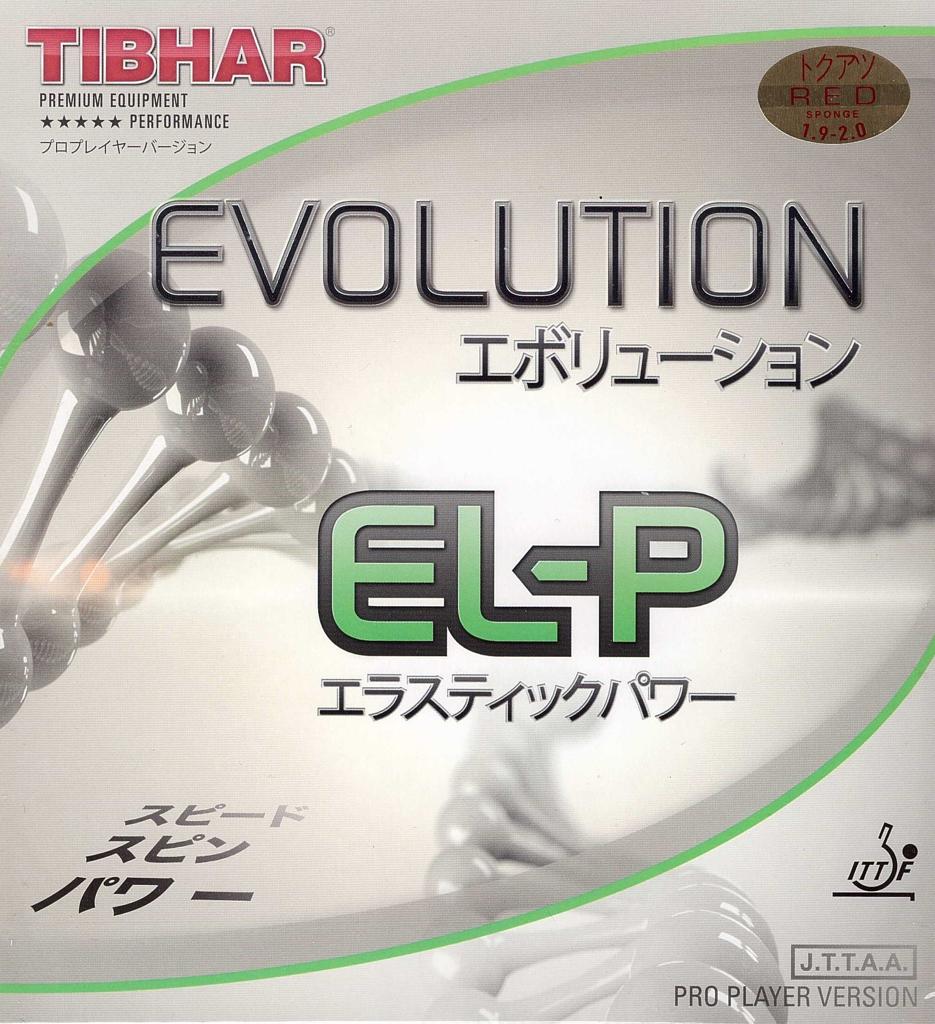 TIBHAR®
PREMIUM EQUIPMENT
★★★★★ PERFORMANCE
プロプレイヤーバージョン
トクアツ
RED
SPONGE
1.9-2.0
EVOLUTION
エボリューション
EL-P
エラスティックパワー
スピード
スピン
パワー
ITTF
J.T.T.A.A.
PRO PLAYER VERSION